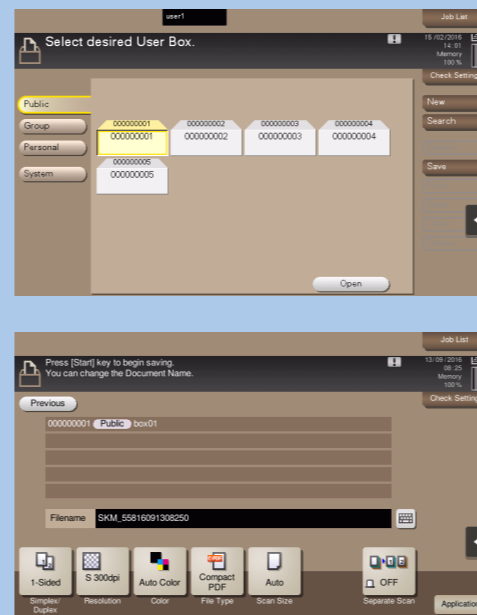 user1
Job List
Select desired User Box.
15 /02/2016
14 :01
Memory
100 %
Check Setting
Public
New
Group
Search
Personal
System
Save
000000001
000000002
000000003
000000004
000000001
000000002
000000003
000000004
000000005
000000005
Open
Job List
Press [Start] key to begin saving.
You can change the Document Name.
13/09 /2016
08: 25
Memory
100 %
Check Setting
Previous
000000001 Public box01
Filename SKM_55816091308250
1-Sided
S 300dpi
Auto Color
Compact
PDF
Auto
OFF
Simplex/
Duplex
Resolution
Color
File Type
Scan Size
Separate Scan
Application